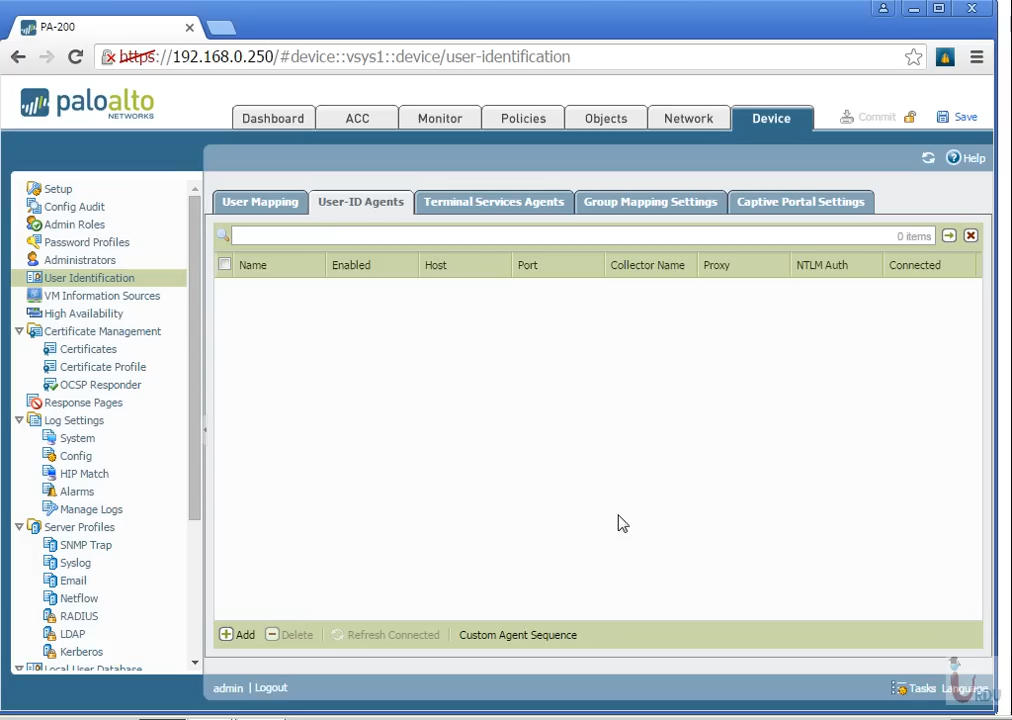 PA-200
https://192.168.0.250/#device::vsys1::device/user-identification
paloalto
NETWORKS
Dashboard ACC Monitor Policies Objects Network Device
Commit Save
Help
Setup
Config Audit
Admin Roles
Password Profiles
Administrators
User Identification
VM Information Sources
High Availability
Certificate Management
Certificates
Certificate Profile
OCSP Responder
Response Pages
Log Settings
System
Config
HIP Match
Alarms
Manage Logs
Server Profiles
SNMP Trap
Syslog
Email
Netflow
RADIUS
LDAP
Kerberos
Local User Database
User Mapping User-ID Agents Terminal Services Agents Group Mapping Settings Captive Portal Settings
0 items
Name Enabled Host Port Collector Name Proxy NTLM Auth Connected
Add Delete Refresh Connected Custom Agent Sequence
admin | Logout
Tasks Language
URDU